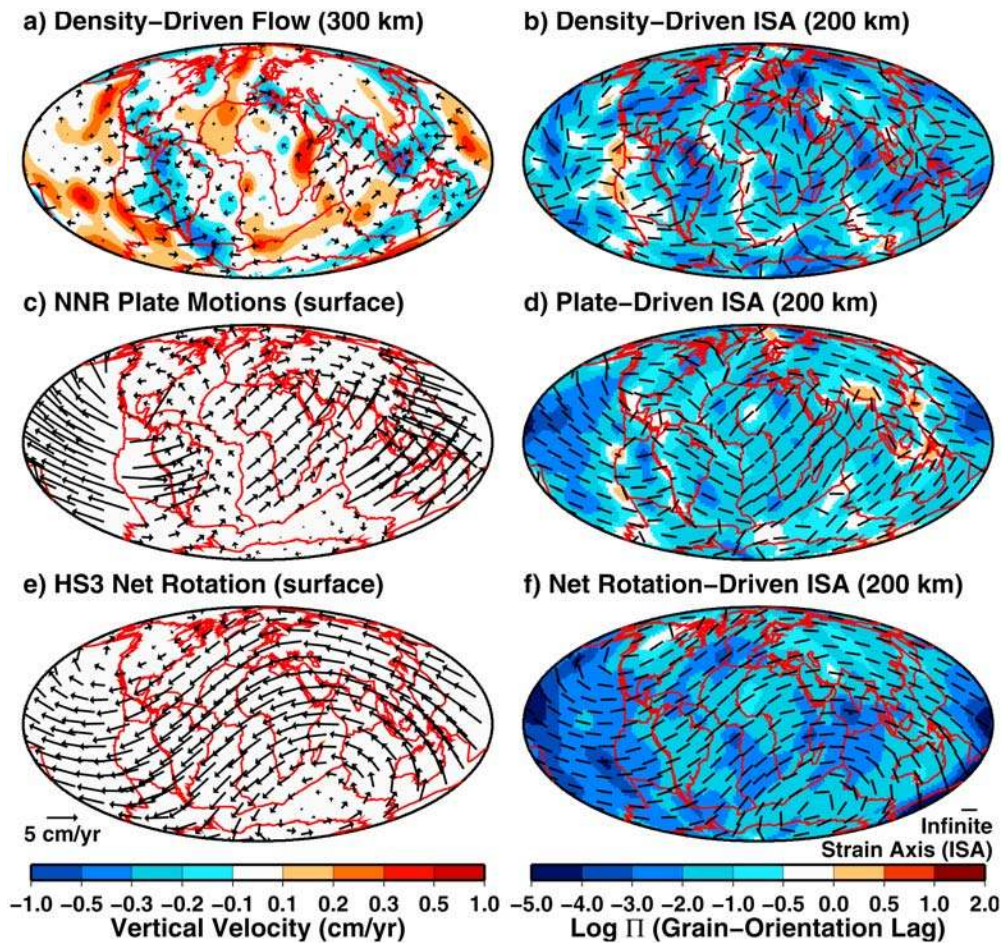 a) Density-Driven Flow (300 km)
b) Density-Driven ISA (200 km)
c) NNR Plate Motions (surface)
d) Plate-Driven ISA (200 km)
e) HS3 Net Rotation (surface)
f) Net Rotation-Driven ISA (200 km)
5 cm/yr
Infinite
Strain Axis (ISA)
-1.0 -0.5 -0.3 -0.2 -0.1 0.1 0.2 0.3 0.5 1.0
Vertical Velocity (cm/yr)
-5.0 -4.0 -3.0 -2.0 -1.0 -0.5 0.0 0.5 1.0 2.0
Log Π (Grain-Orientation Lag)